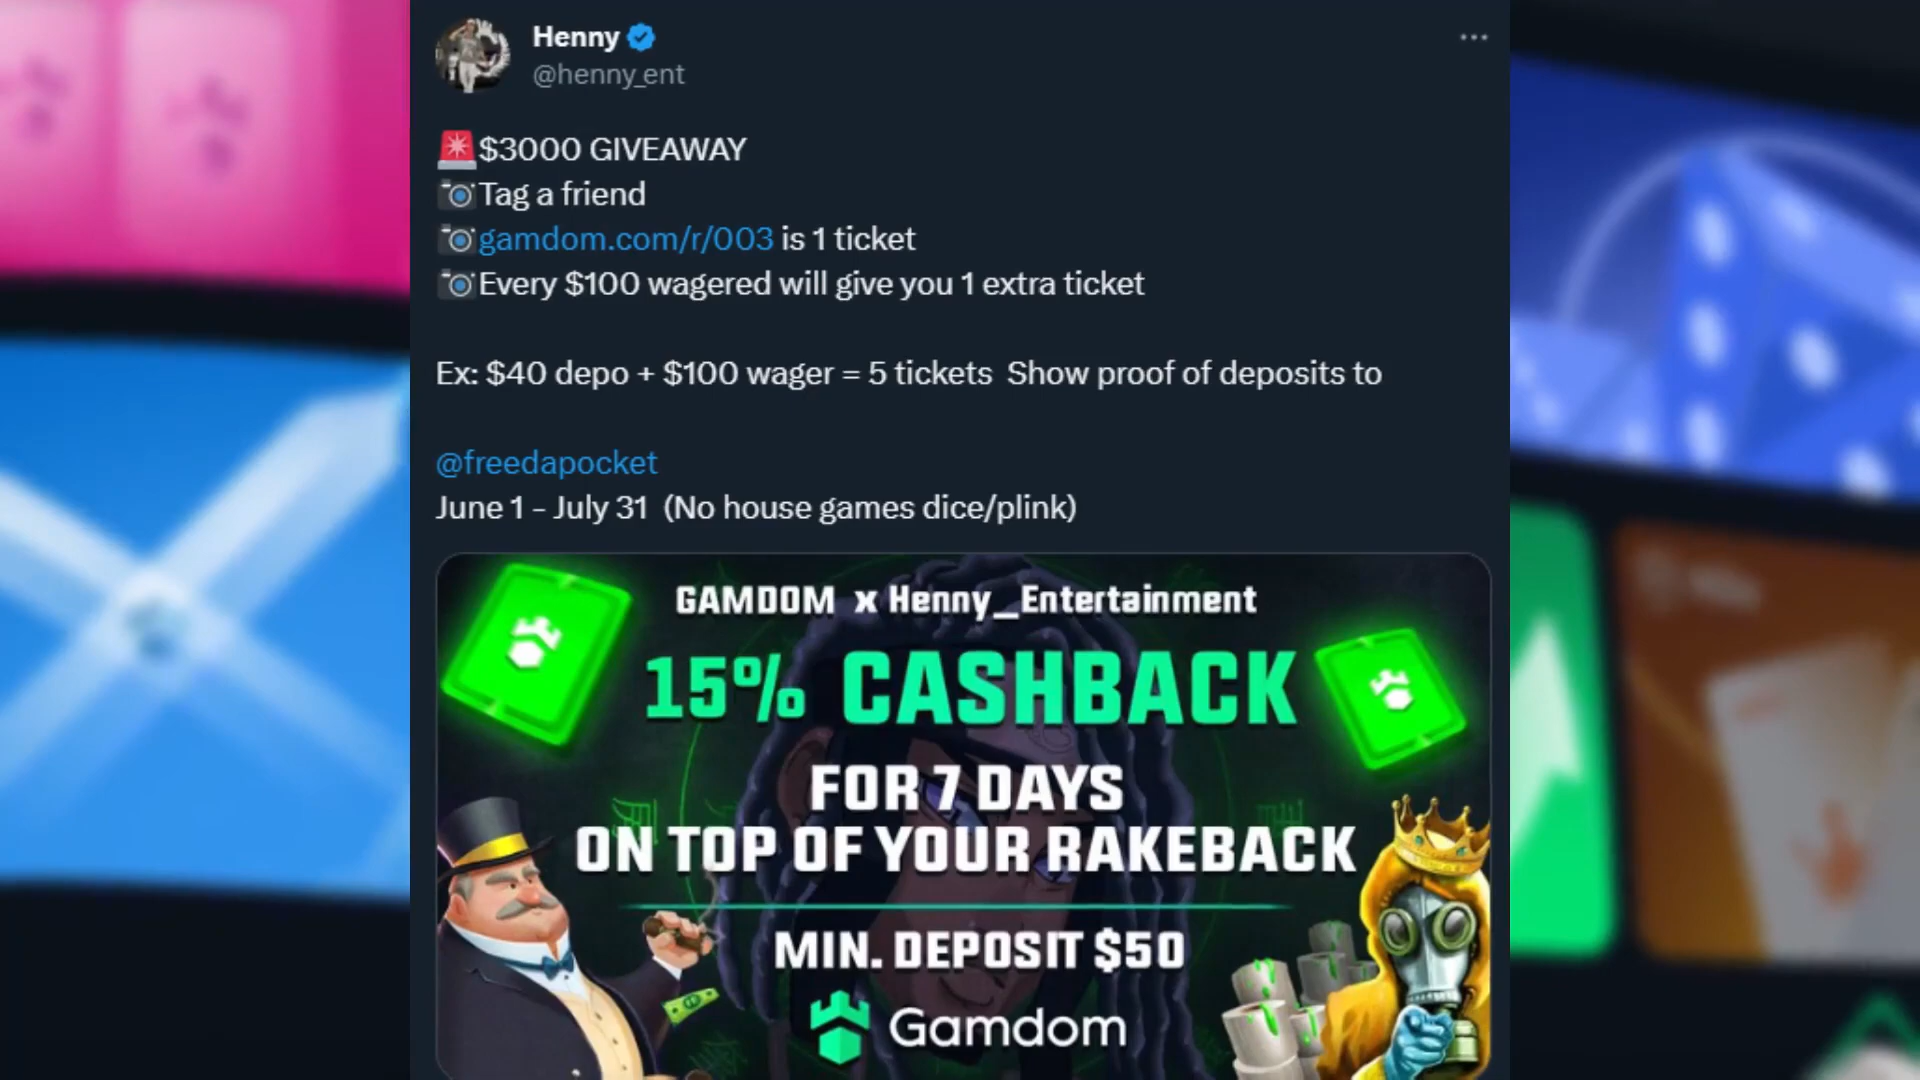 Henny
@henny_ent
$3000 GIVEAWAY
Tag a friend
gamdom.com/r/003 is 1 ticket
Every $100 wagered will give you 1 extra ticket
Ex: $40 depo + $100 wager = 5 tickets  Show proof of deposits to
@freedapocket
June 1 - July 31  (No house games dice/plink)
GAMDOM x Henny_Entertainment
15% CASHBACK
FOR 7 DAYS
ON TOP OF YOUR RAKEBACK
MIN. DEPOSIT $50
Gamdom